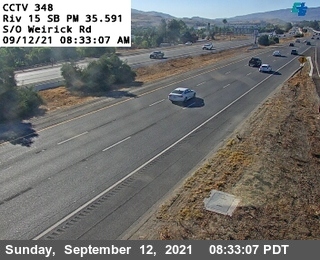 CCTV 348
Riv 15 SB PM 35.591
S/O Weirick Rd
09/12/21 08:33:07 AM
Sunday, September 12, 2021 08:33:07 PDT